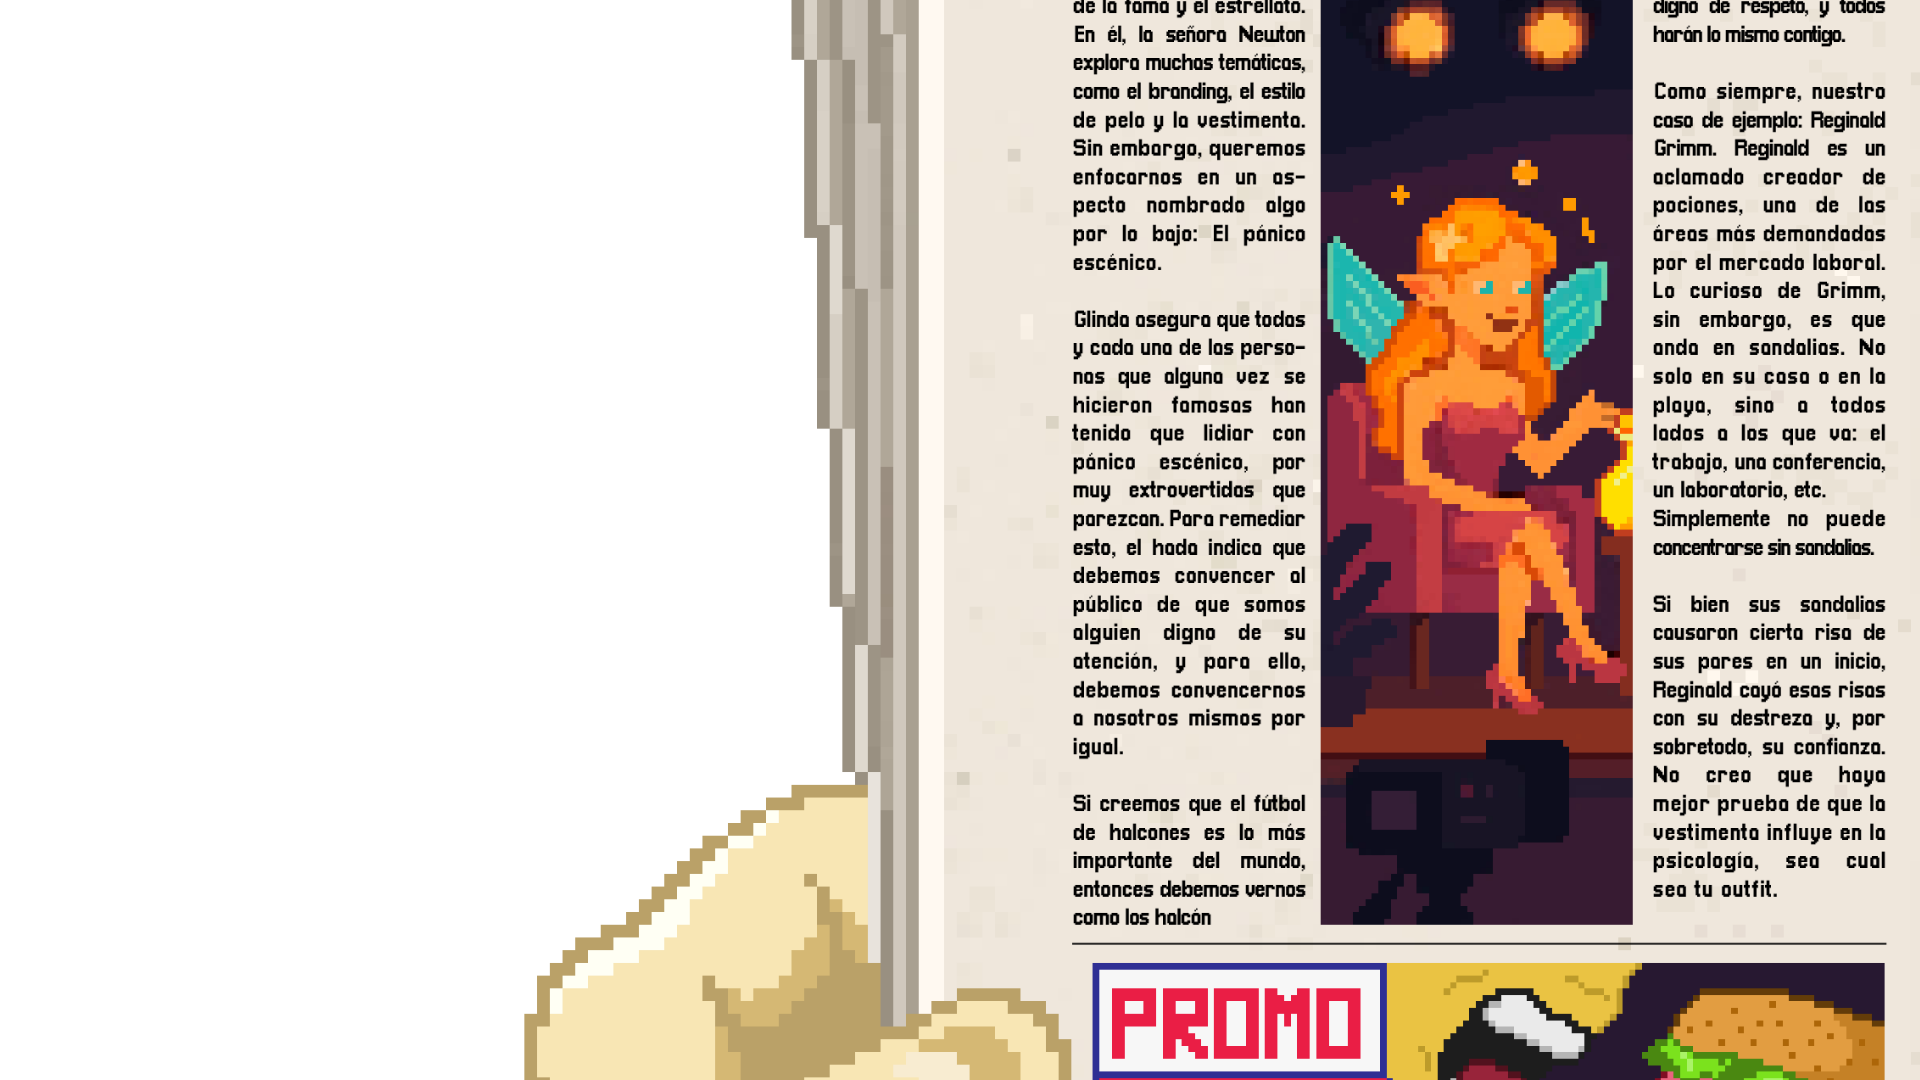 de la fama y el estrellato.
En él, la señora Newton
explora muchas temáticas,
como el branding, el estilo
de pelo y la vestimenta.
Sin embargo, queremos
enfocarnos en un as-
pecto nombrado algo
por lo bajo: El pánico
escénico.
Glinda asegura que todas
y cada una de las perso-
nas que alguna vez se
hicieron famosas han
tenido que lidiar con
pánico escénico, por
muy extrovertidas que
parezcan. Para remediar
esto, el hada indica que
debemos convencer al
público de que somos
alguien digno de su
atención, y para ello,
debemos convencernos
a nosotros mismos por
igual.
Si creemos que el fútbol
de halcones es lo más
importante del mundo,
entonces debemos vernos
como los halcón
digno de respeto, y todos
harán lo mismo contigo.
Como siempre, nuestro
caso de ejemplo: Reginald
Grimm. Reginald es un
aclamado creador de
pociones, una de las
áreas más demandadas
por el mercado laboral.
Lo curioso de Grimm,
sin embargo, es que
anda en sandalias. No
solo en su casa o en la
playa, sino a todos
lados a los que va: el
trabajo, una conferencia,
un laboratorio, etc.
Simplemente no puede
concentrarse sin sandalias.
Si bien sus sandalias
causaron cierta risa de
sus pares en un inicio,
Reginald cayó esas risas
con su destreza y, por
sobretodo, su confianza.
No creo que haya
mejor prueba de que la
vestimenta influye en la
psicología, sea cual
sea tu outfit.
PROMO